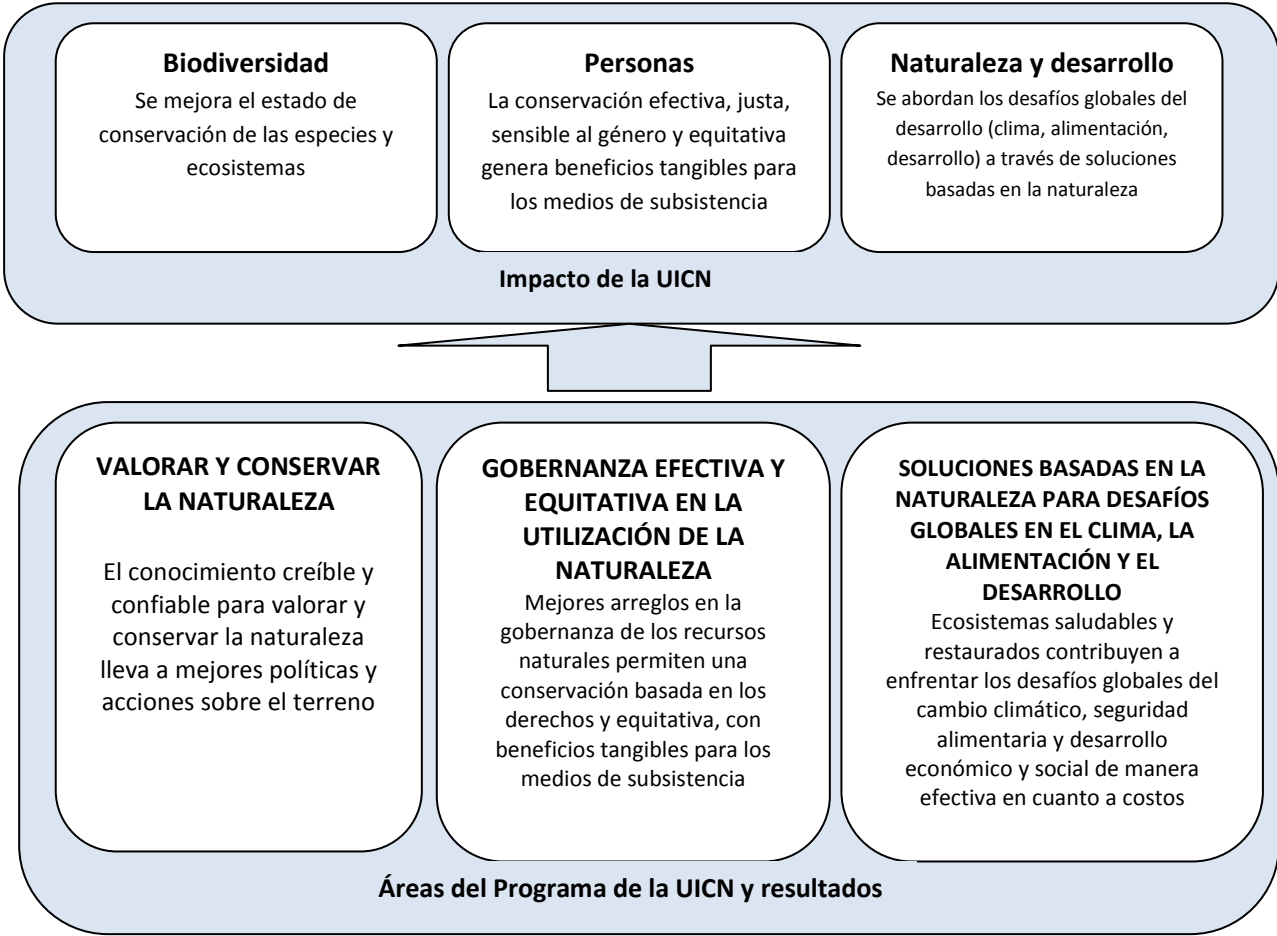 Biodiversidad
Se mejora el estado de
conservación de las especies y
ecosistemas
Personas
La conservación efectiva, justa,
sensible al género y equitativa
genera beneficios tangibles para
los medios de subsistencia
Naturaleza y desarrollo
Se abordan los desafíos globales del
desarrollo (clima, alimentación,
desarrollo) a través de soluciones
basadas en la naturaleza
Impacto de la UICN
VALORAR Y CONSERVAR
LA NATURALEZA
El conocimiento creíble y
confiable para valorar y
conservar la naturaleza
lleva a mejores políticas y
acciones sobre el terreno
GOBERNANZA EFECTIVA Y
EQUITATIVA EN LA
UTILIZACIÓN DE LA
NATURALEZA
Mejores arreglos en la
gobernanza de los recursos
naturales permiten una
conservación basada en los
derechos y equitativa, con
beneficios tangibles para los
medios de subsistencia
SOLUCIONES BASADAS EN LA
NATURALEZA PARA DESAFÍOS
GLOBALES EN EL CLIMA, LA
ALIMENTACIÓN Y EL
DESARROLLO
Ecosistemas saludables y
restaurados contribuyen a
enfrentar los desafíos globales del
cambio climático, seguridad
alimentaria y desarrollo
económico y social de manera
efectiva en cuanto a costos
Áreas del Programa de la UICN y resultados